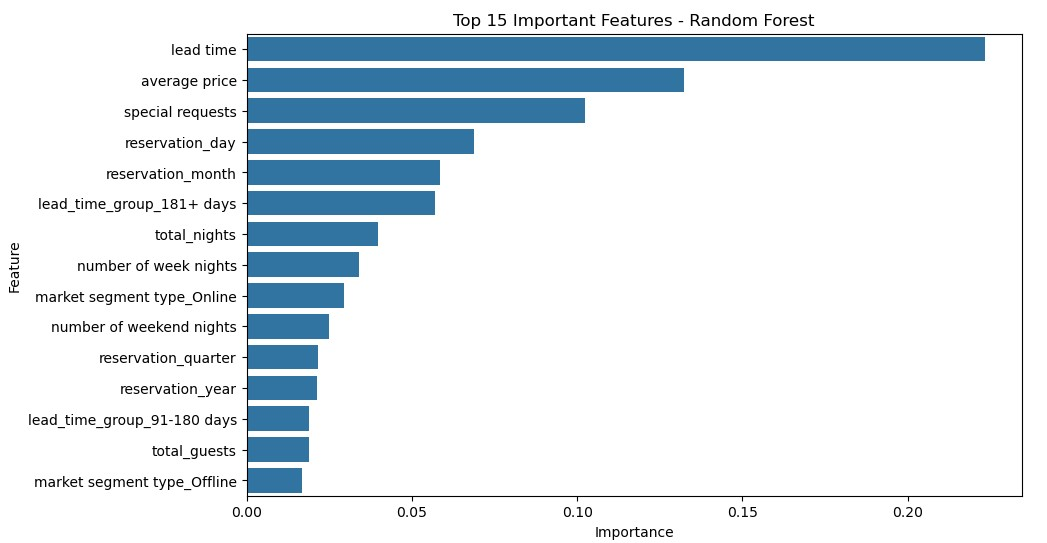 Top 15 Important Features - Random Forest
Feature
lead time
average price
special requests
reservation_day
reservation_month
lead_time_group_181+ days
total_nights
number of week nights
market segment type_Online
number of weekend nights
reservation_quarter
reservation_year
lead_time_group_91-180 days
total_guests
market segment type_Offline
0.00 0.05 0.10 0.15 0.20
Importance